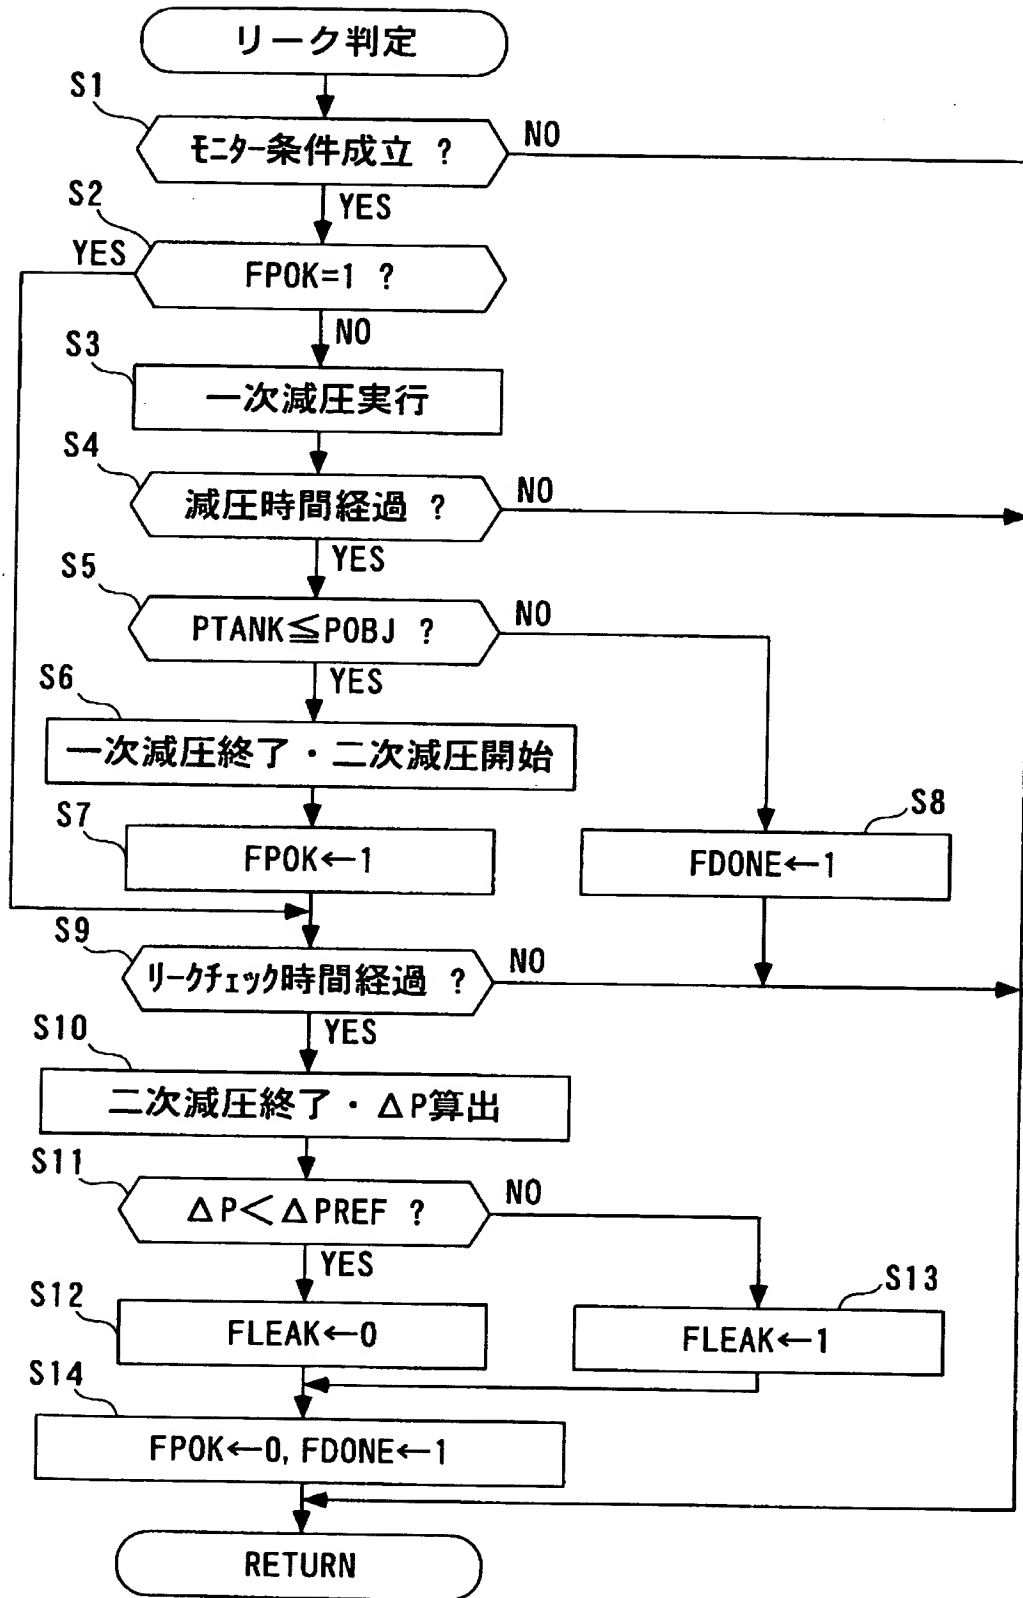 リーク判定
S1
モニター条件成立 ?
NO
YES
S2
YES
FPOK=1 ?
NO
S3
一次減圧実行
S4
減圧時間経過 ?
NO
YES
S5
PTANK≦POBJ ?
NO
YES
S6
一次減圧終了・二次減圧開始
S7
FPOK←1
S8
FDONE←1
S9
リークチェック時間経過 ?
NO
YES
S10
二次減圧終了・ΔP算出
S11
ΔP<ΔPREF ?
NO
YES
S12
FLEAK←0
S13
FLEAK←1
S14
FPOK←0, FDONE←1
RETURN